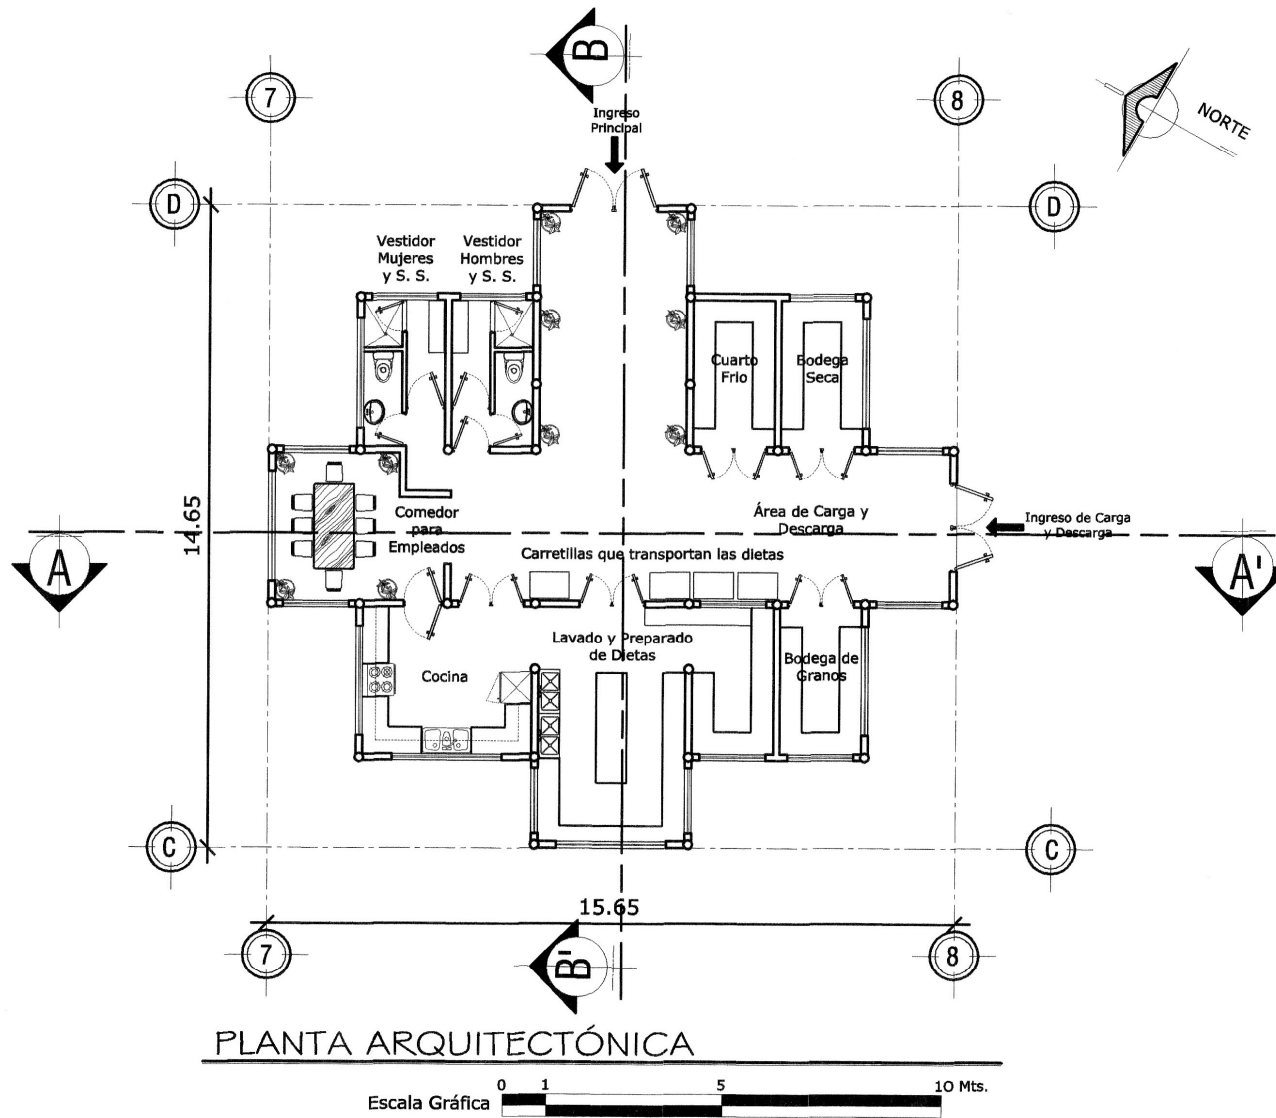 B
7
8
Ingreso
Principal
NORTE
D
D
Vestidor
Mujeres
y S. S.
Vestidor
Hombres
y S. S.
Cuarto
Frio
Bodega
Seca
14.65
Comedor
para
Empleados
Área de Carga y
Descarga
Ingreso de Carga
y Descarga
A
A'
Carretillas que transportan las dietas
Lavado y Preparado
de Dietas
Cocina
Bodega de
Granos
C
C
15.65
7
B'
8
PLANTA ARQUITECTÓNICA
Escala Gráfica
0 1 5 10 Mts.